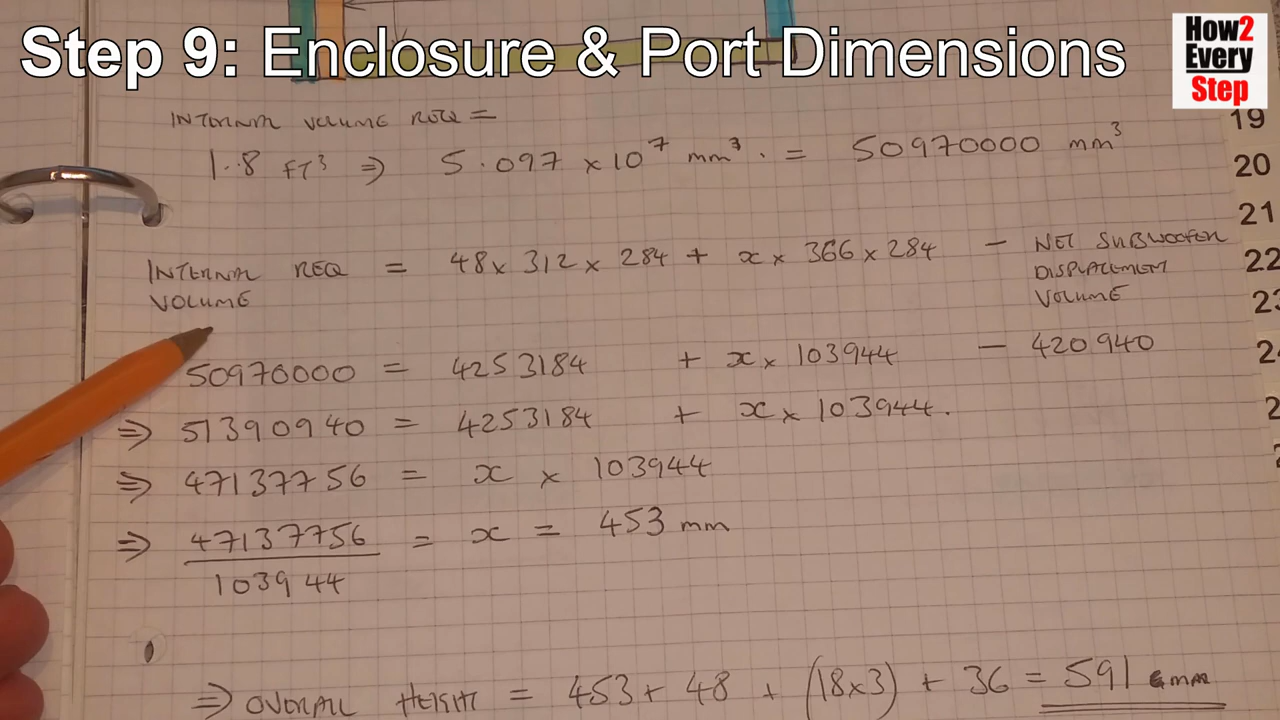 Step 9: Enclosure & Port Dimensions
How2
Every
Step
INTERNAL VOLUME REQ =
1.8 FT³ ⇒ 5.097 × 10⁷ mm³. = 50970000 mm³
INTERNAL REQ VOLUME = 48 x 312 x 284 + x x 366 x 284 - NET SUBWOOFER
DISPLACEMENT
VOLUME
50970000 = 4253184 + x x 103944 - 420940
⇒ 51390940 = 4253184 + x x 103944.
⇒ 47137756 = x x 103944
⇒ 47137756 / 103944 = x = 453 mm
⇒ OVERALL HEIGHT = 453 + 48 + (18x3) + 36 = 591 mm
19
20
21
22